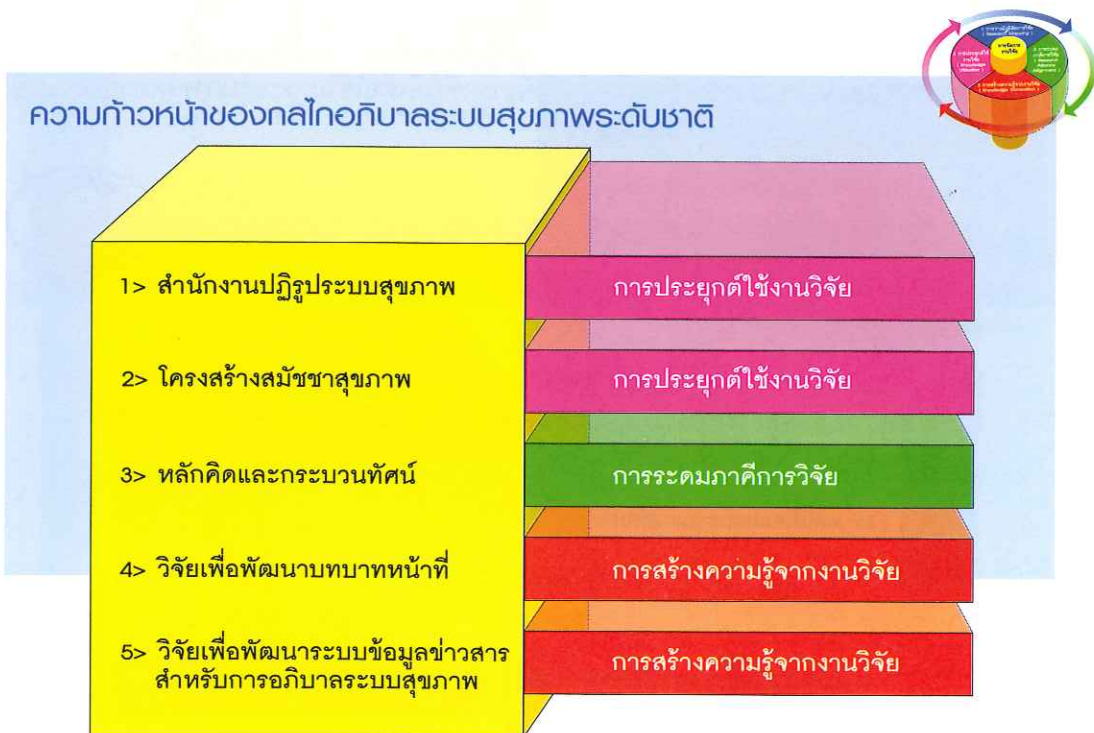 ความก้าวหน้าของกลไกอภิบาลระบบสุขภาพระดับชาติ
1> สำนักงานปฏิรูประบบสุขภาพ
การประยุกต์ใช้งานวิจัย
2> โครงสร้างสมัชชาสุขภาพ
การประยุกต์ใช้งานวิจัย
3> หลักคิดและกระบวนทัศน์
การระดมภาคีการวิจัย
4> วิจัยเพื่อพัฒนาบทบาทหน้าที่
การสร้างความรู้จากงานวิจัย
5> วิจัยเพื่อพัฒนาระบบข้อมูลข่าวสาร
สำหรับการอภิบาลระบบสุขภาพ
การสร้างความรู้จากงานวิจัย